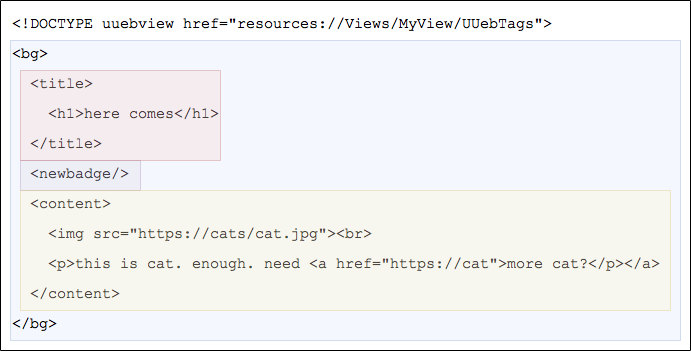 <!DOCTYPE uuebview href="resources://Views/MyView/UUebTags">
<bg>
<title>
<h1>here comes</h1>
</title>
<newbadge/>
<content>
<img src="https://cats/cat.jpg"><br>
<p>this is cat. enough. need <a href="https://cat">more cat?</p></a>
</content>
</bg>